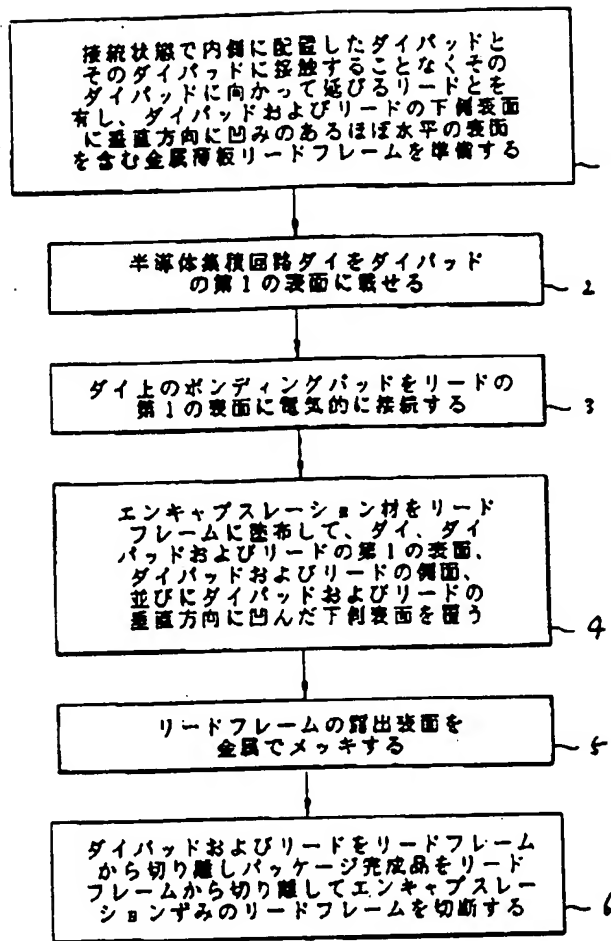 接続状態で内側に配置したダイパッドと
そのダイパッドに接触することなくその
ダイパッドに向かって延びるリードとを
有し、ダイパッドおよびリードの下側表面
に垂直方向に凹みのあるほぼ水平の表面
を含む金属薄板リードフレームを準備する
半導体集積回路ダイをダイパッド
の第1の表面に載せる
2
ダイ上のボンディングパッドをリードの
第1の表面に電気的に接続する
3
エンキャプスレーション材をリード
フレームに塗布して、ダイ、ダイ
パッドおよびリードの第1の表面、
ダイパッドおよびリードの側面、
並びにダイパッドおよびリードの
垂直方向に凹んだ下側表面を覆う
4
リードフレームの露出表面を
金属でメッキする
5
ダイパッドおよびリードをリードフレーム
から切り離しパッケージ完成品をリード
フレームから切り離してエンキャプスレー
ションずみのリードフレームを切断する
6